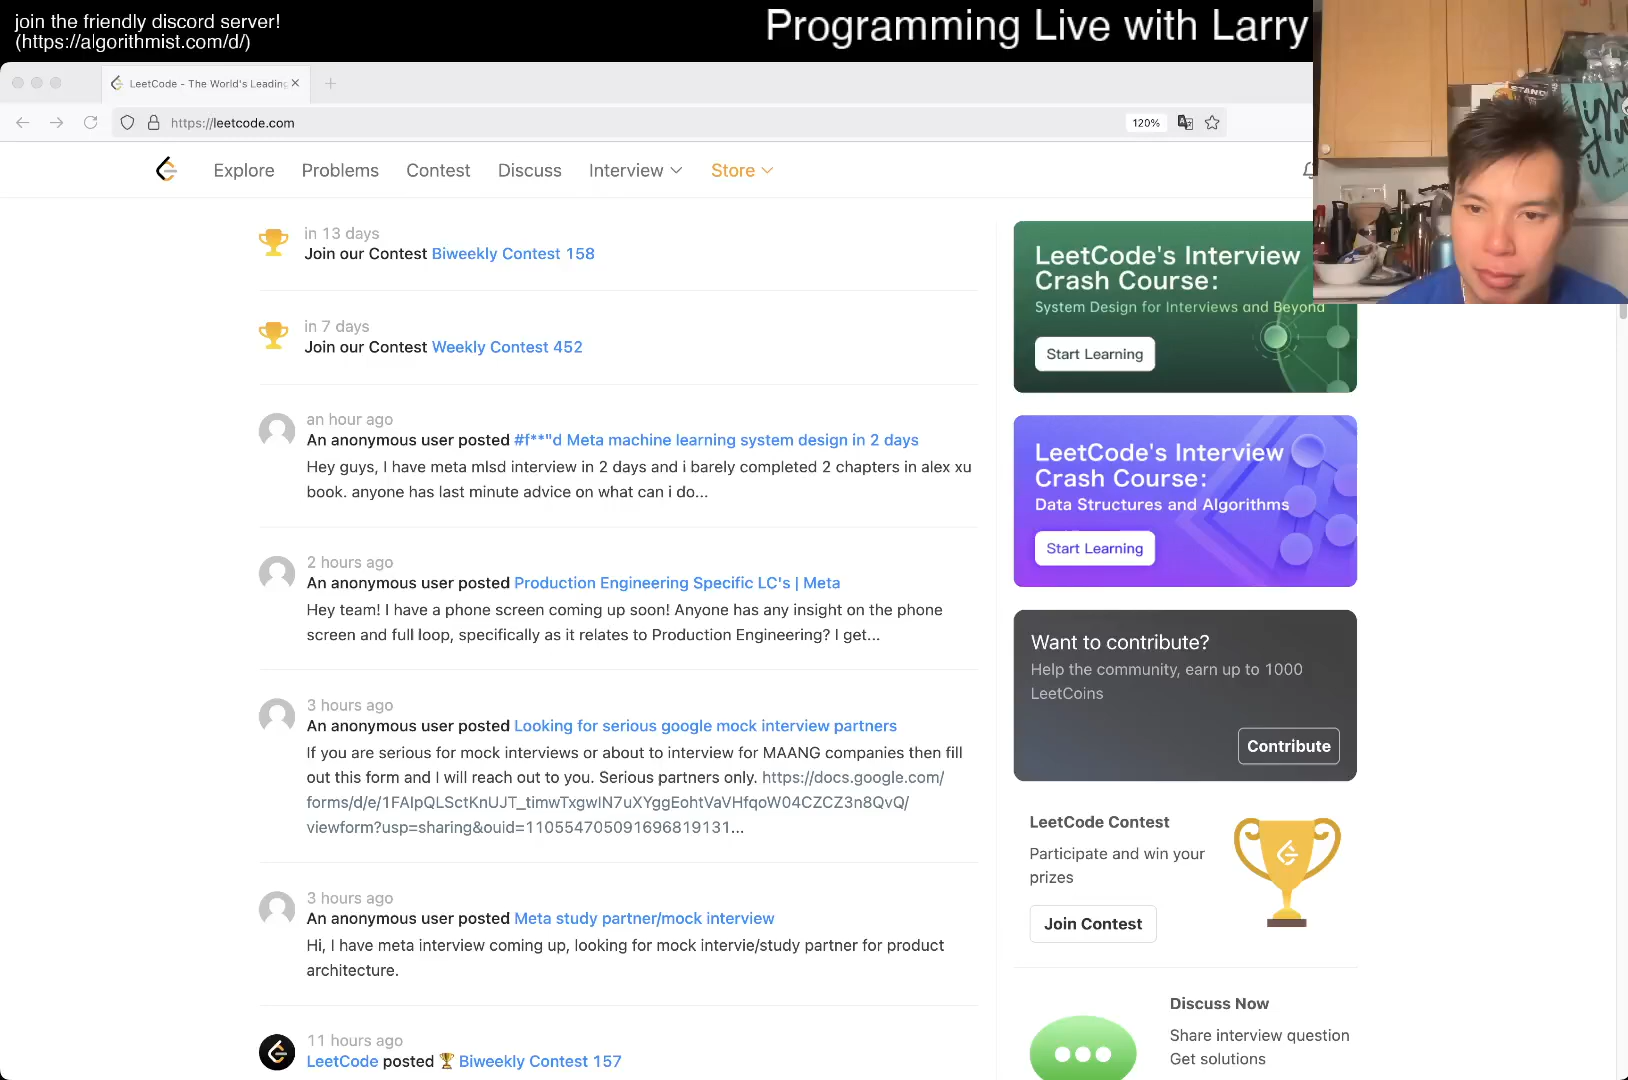 join the friendly discord server!
(https://algorithmist.com/d/)
Programming Live with Larry
LeetCode - The World's Leading
https://leetcode.com
120%
Explore
Problems
Contest
Discuss
Interview
Store
in 13 days
Join our Contest Biweekly Contest 158
in 7 days
Join our Contest Weekly Contest 452
an hour ago
An anonymous user posted #f**"d Meta machine learning system design in 2 days
Hey guys, I have meta mlsd interview in 2 days and i barely completed 2 chapters in alex xu
book. anyone has last minute advice on what can i do...
2 hours ago
An anonymous user posted Production Engineering Specific LC's | Meta
Hey team! I have a phone screen coming up soon! Anyone has any insight on the phone
screen and full loop, specifically as it relates to Production Engineering? I get...
3 hours ago
An anonymous user posted Looking for serious google mock interview partners
If you are serious for mock interviews or about to interview for MAANG companies then fill
out this form and I will reach out to you. Serious partners only. https://docs.google.com/
forms/d/e/1FAIpQLSctKnUJT_timwTxgwIN7uXYggEohtVaVHfqoW04CZCZ3n8QvQ/
viewform?usp=sharing&ouid=110554705091696819131...
3 hours ago
An anonymous user posted Meta study partner/mock interview
Hi, I have meta interview coming up, looking for mock intervie/study partner for product
architecture.
11 hours ago
LeetCode posted 🏆 Biweekly Contest 157
LeetCode's Interview
Crash Course:
System Design for Interviews and Beyond
Start Learning
LeetCode's Interview
Crash Course:
Data Structures and Algorithms
Start Learning
Want to contribute?
Help the community, earn up to 1000
LeetCoins
Contribute
LeetCode Contest
Participate and win your
prizes
Join Contest
Discuss Now
Share interview question
Get solutions